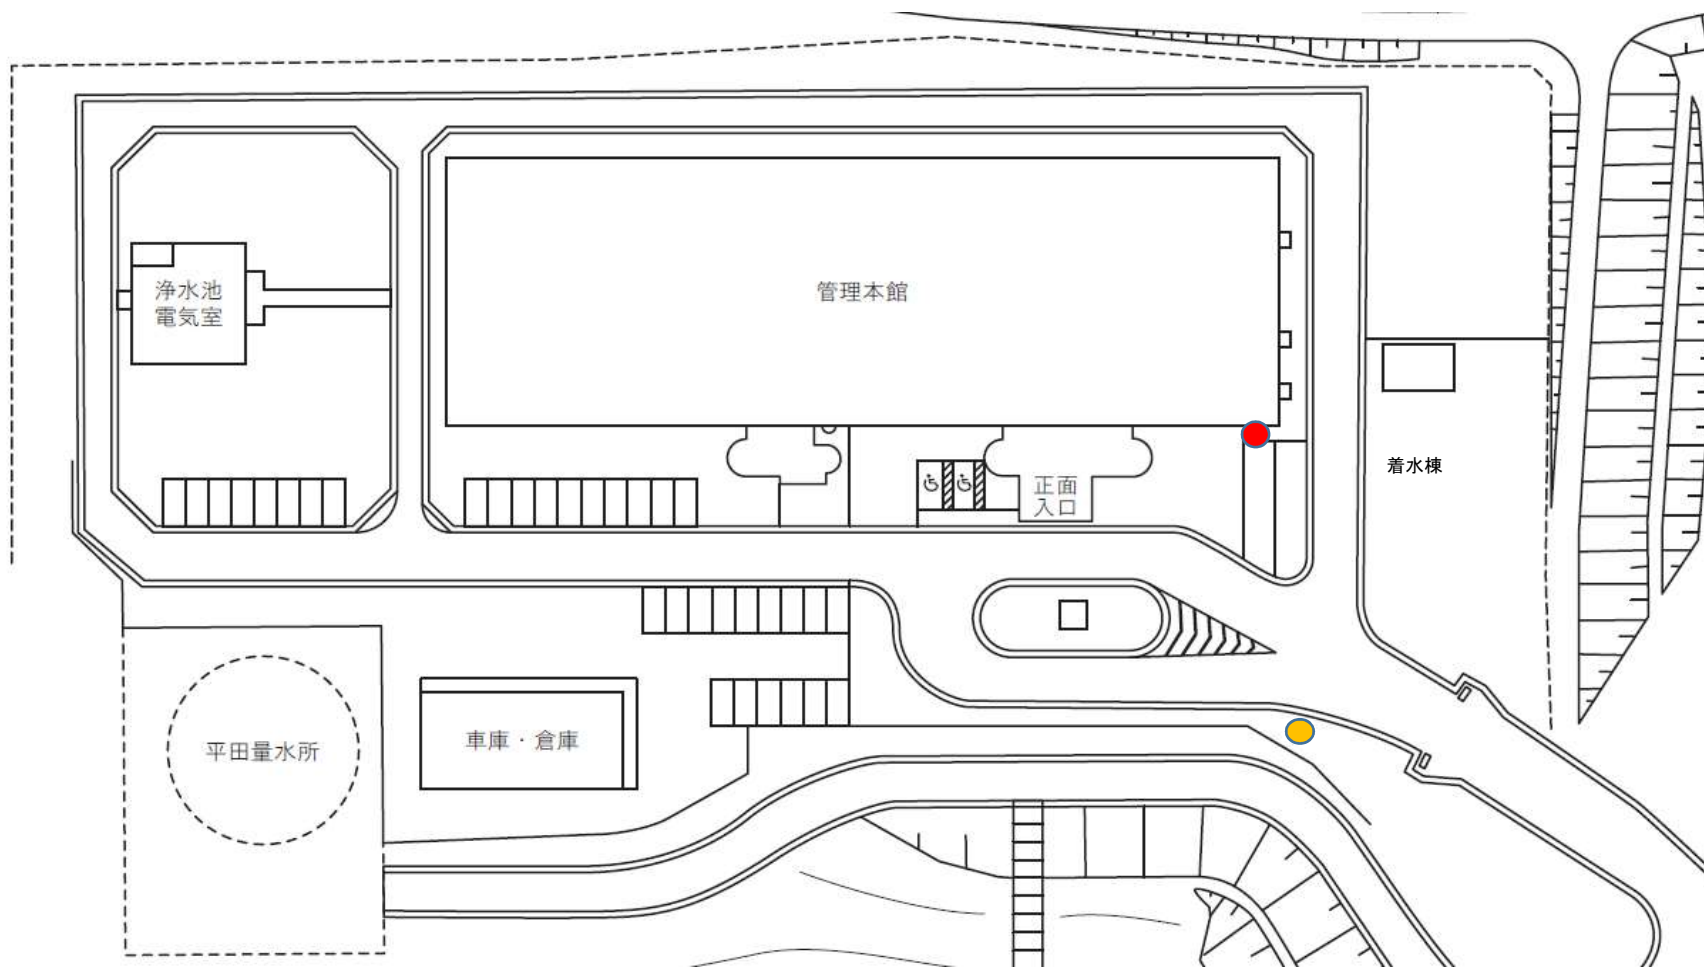 浄水池
電気室
管理本館
着水棟
正面
入口
平田量水所
車庫・倉庫